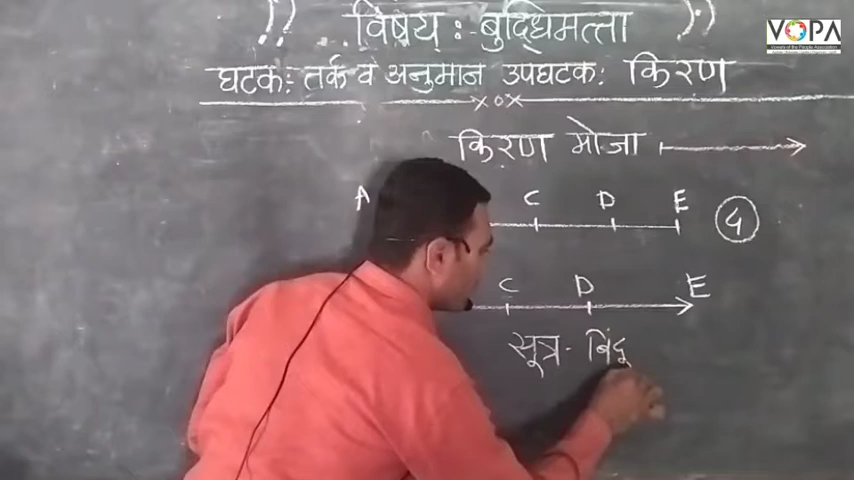 VOPA
विषय :- बुद्धिमत्ता
घटक:- तर्क व अनुमान उपघटक: किरण
किरण मोजा
A C D E ५
C D E
सूत्र - बिंदू